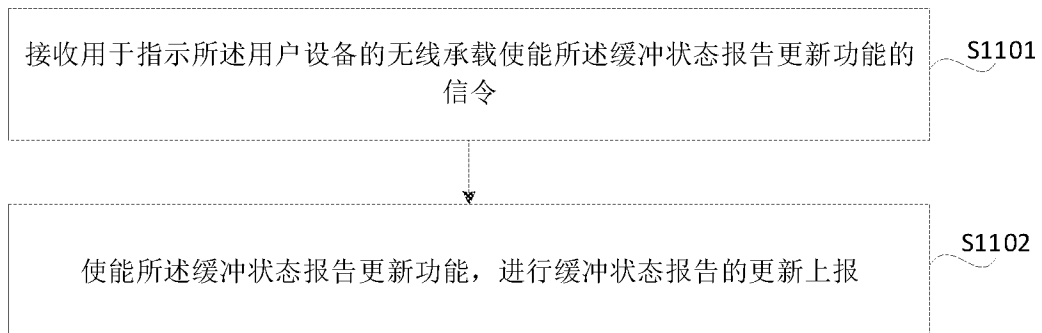 接收用于指示所述用户设备的无线承载使能所述缓冲状态报告更新功能的
信令
S1101
使能所述缓冲状态报告更新功能，进行缓冲状态报告的更新上报
S1102